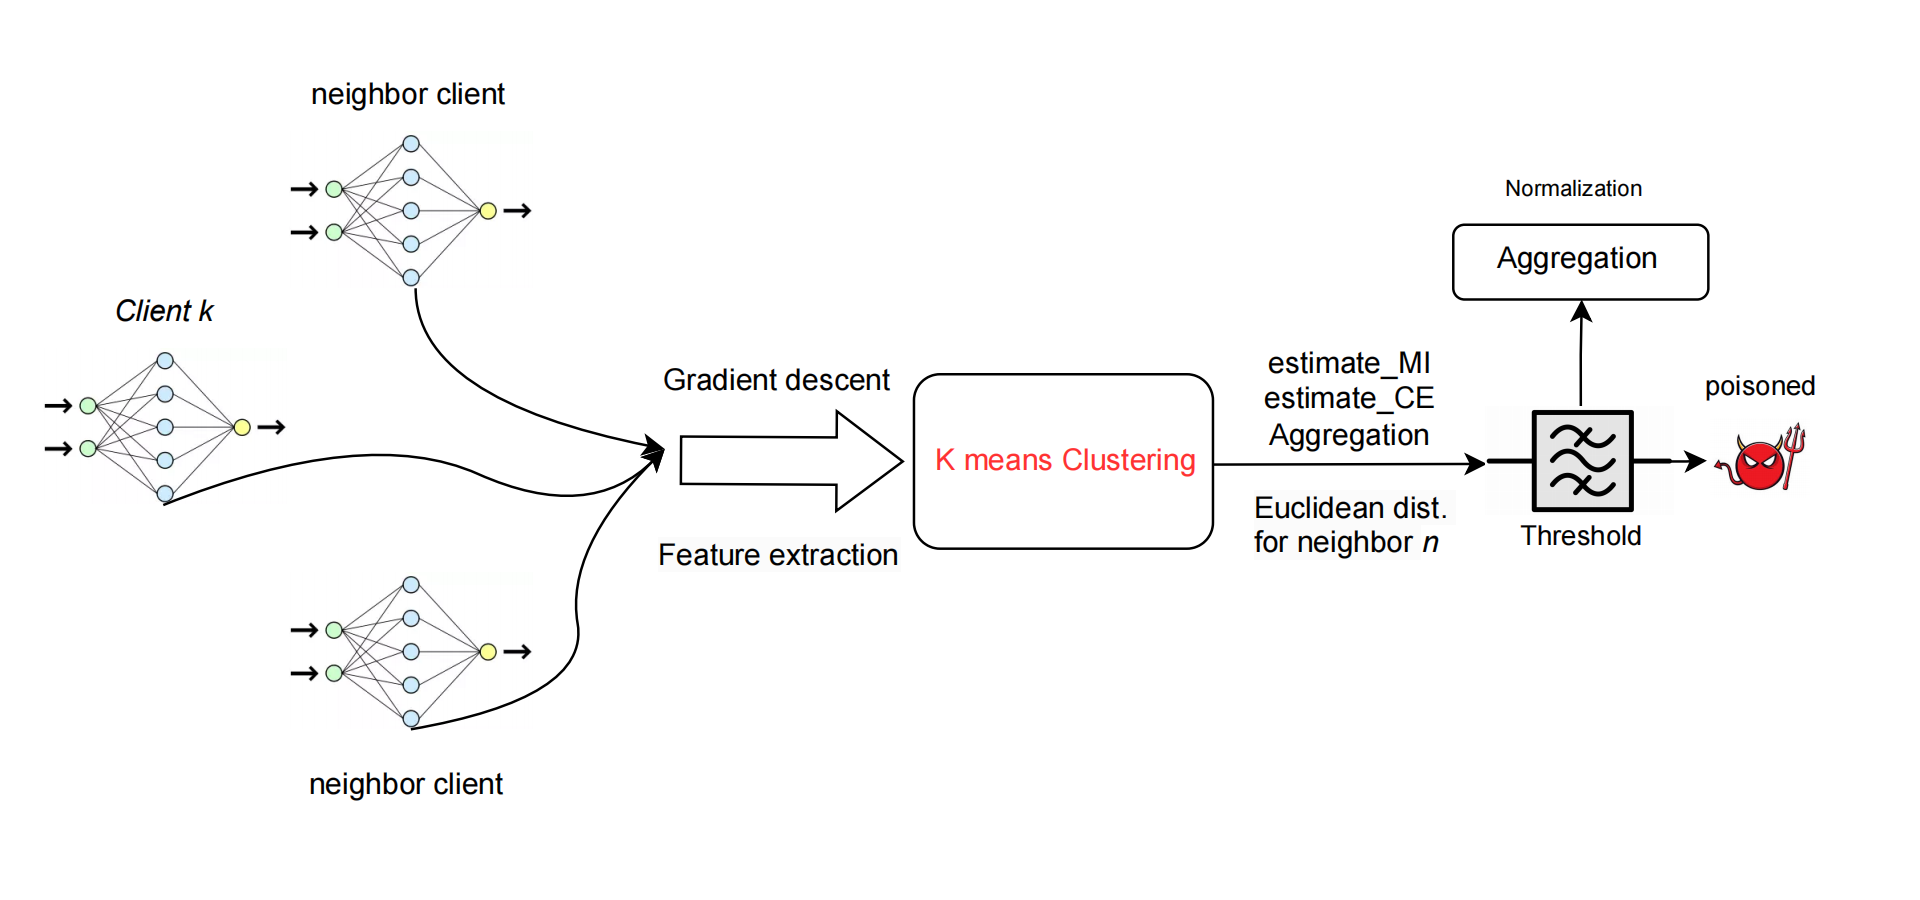 neighbor client
Client k
neighbor client
Gradient descent
Feature extraction
K means Clustering
estimate_MI
estimate_CE
Aggregation
Euclidean dist.
for neighbor n
Normalization
Aggregation
Threshold
poisoned